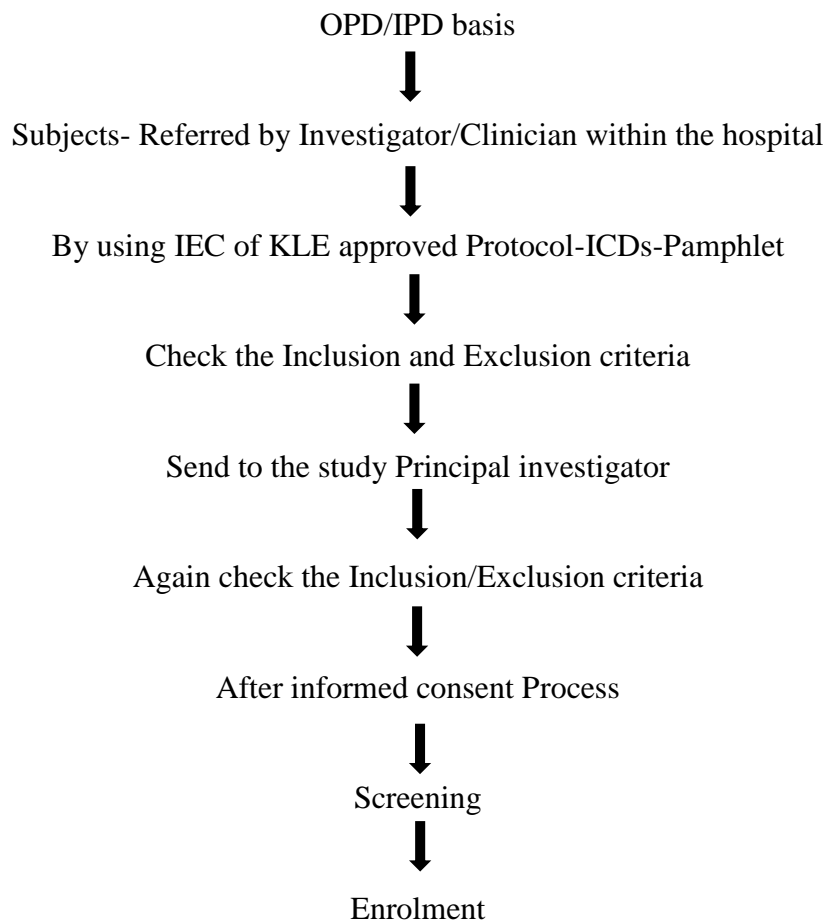 OPD/IPD basis
Subjects- Referred by Investigator/Clinician within the hospital
By using IEC of KLE approved Protocol-ICDs-Pamphlet
Check the Inclusion and Exclusion criteria
Send to the study Principal investigator
Again check the Inclusion/Exclusion criteria
After informed consent Process
Screening
Enrolment